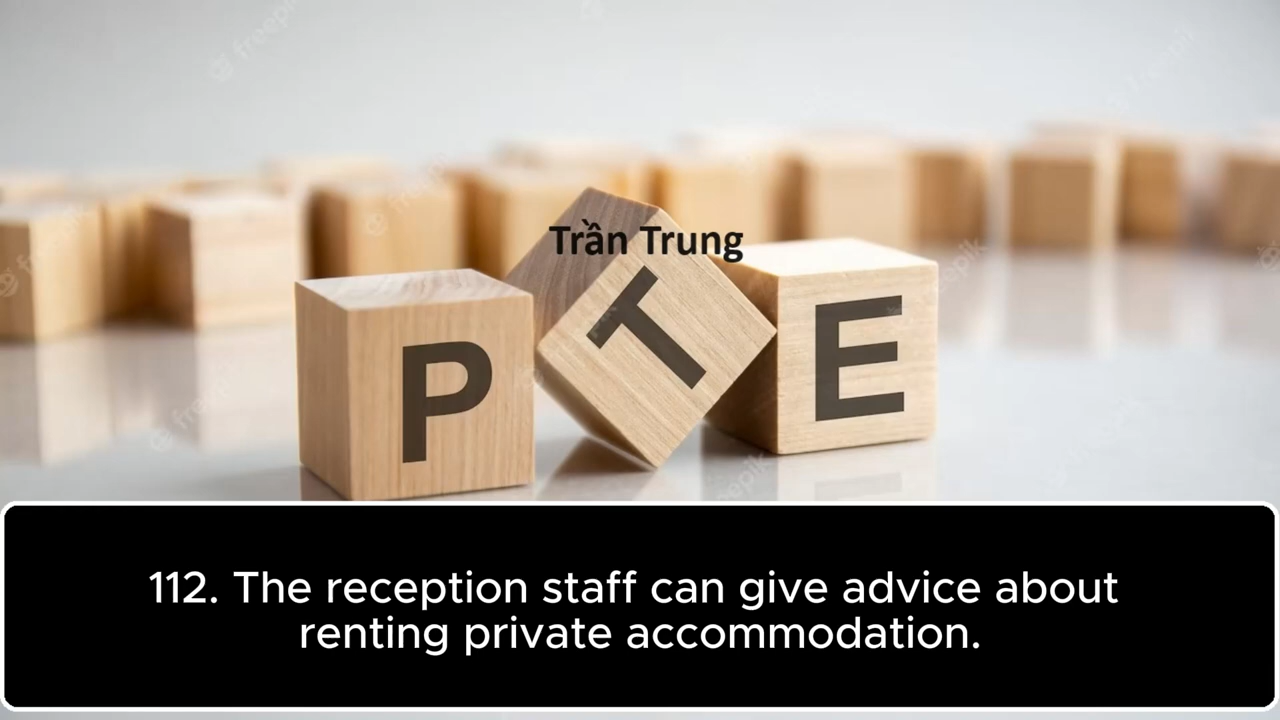 Trần Trung
P T E
112. The reception staff can give advice about
renting private accommodation.